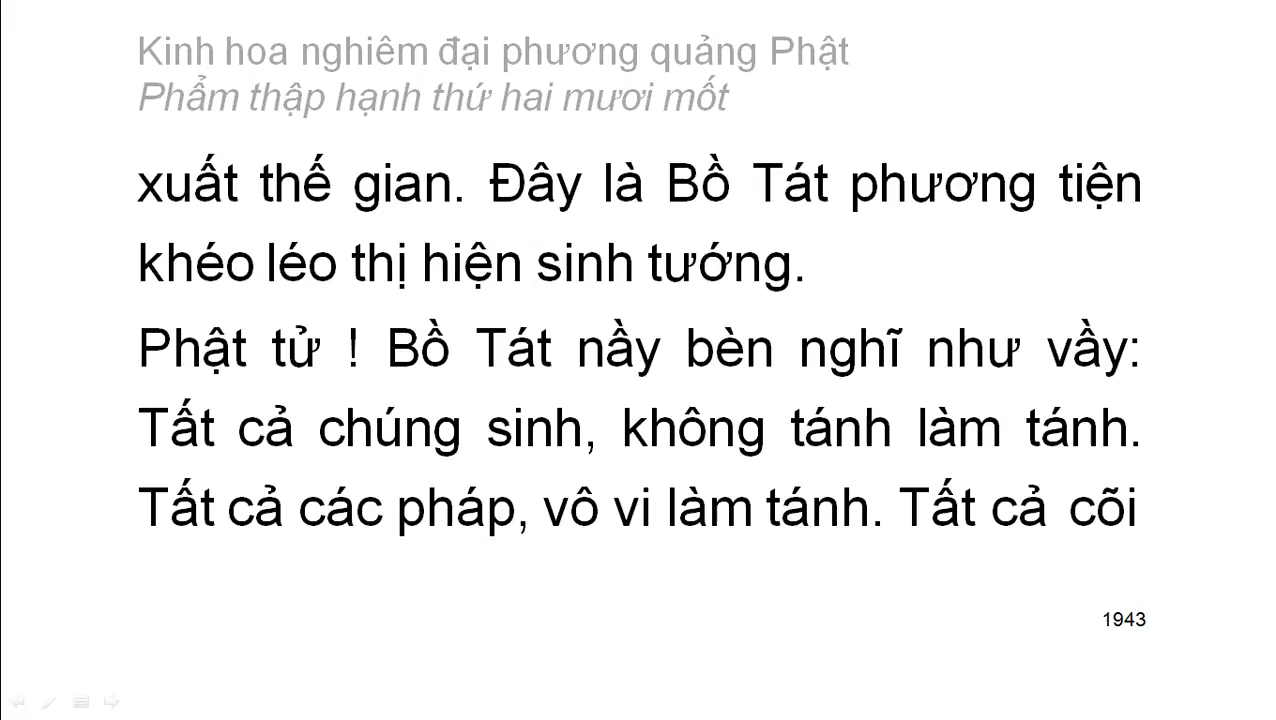 Kinh hoa nghiêm đại phương quảng Phật
Phẩm thập hạnh thứ hai mươi mốt
xuất thế gian. Đây là Bồ Tát phương tiện
khéo léo thị hiện sinh tướng.
Phật tử ! Bồ Tát nầy bèn nghĩ như vầy:
Tất cả chúng sinh, không tánh làm tánh.
Tất cả các pháp, vô vi làm tánh. Tất cả cõi
1943